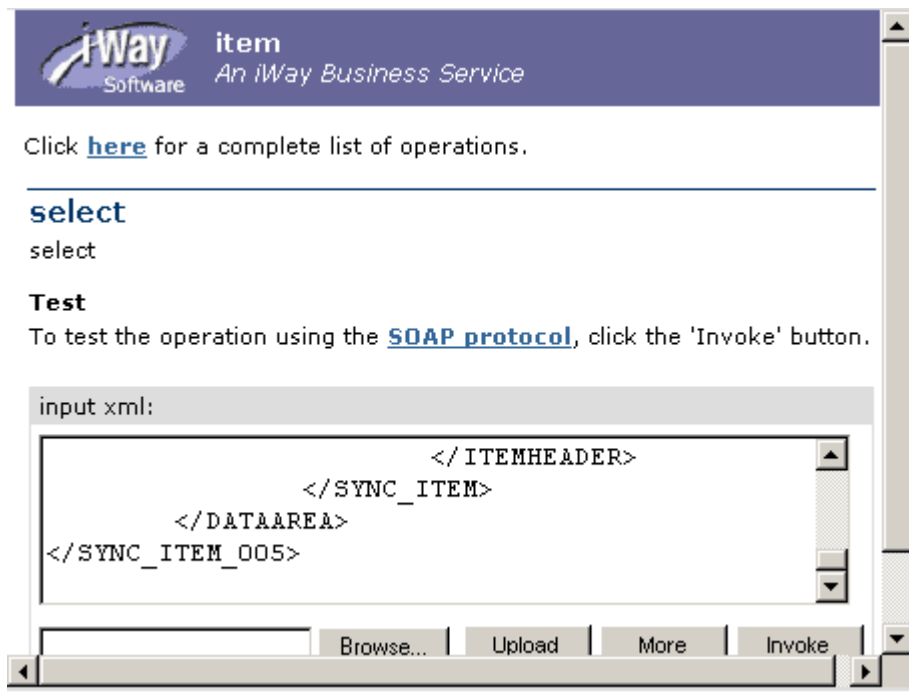 iWay
Software
item
An iWay Business Service
Click here for a complete list of operations.
select
select
Test
To test the operation using the SOAP protocol, click the 'Invoke' button.
input xml:
</ITEMHEADER>
</SYNC_ITEM>
</DATAAREA>
</SYNC_ITEM_005>
Browse... Upload More Invoke